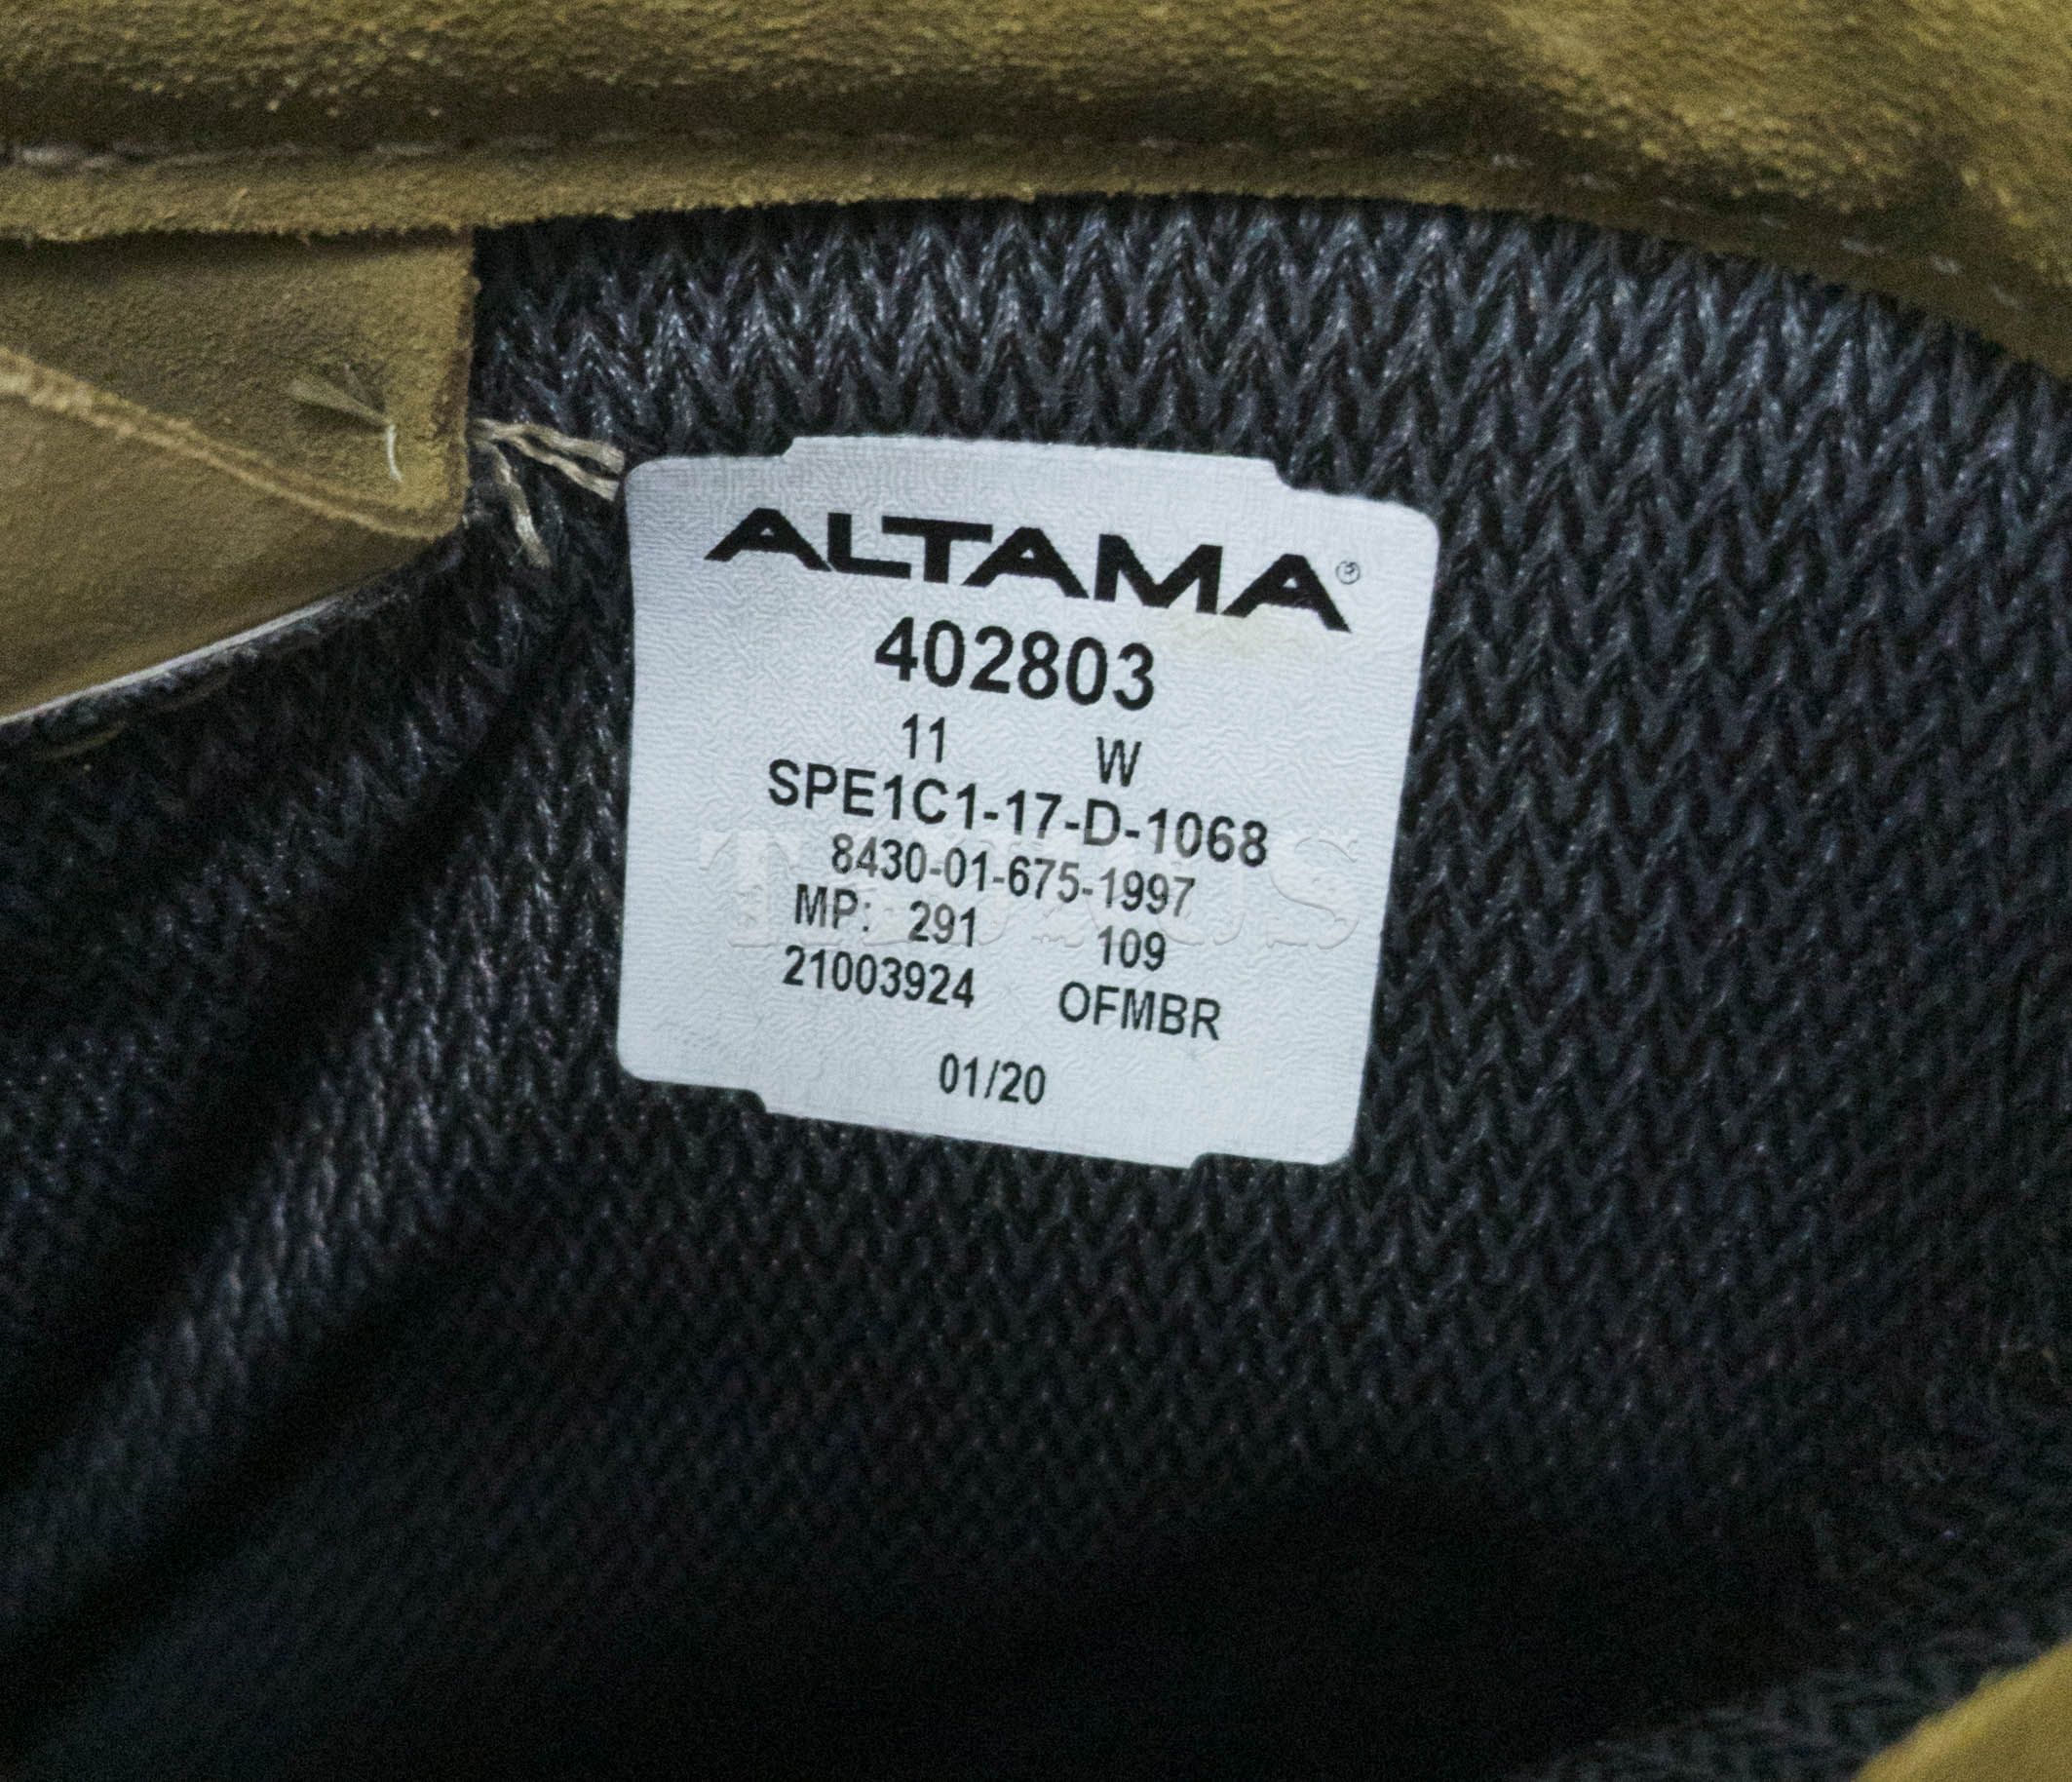 ALTAMA®
402803
11 W
SPE1C1-17-D-1068
8430-01-675-1997
MP: 291 109
21003924 OFMBR
01/20